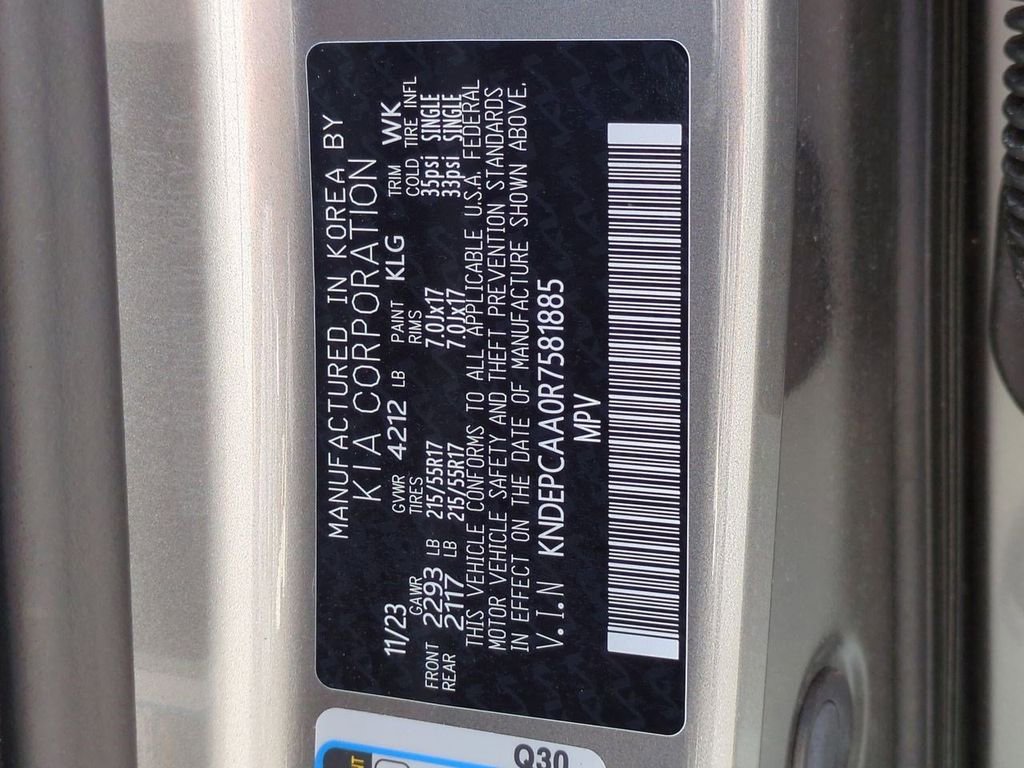 MANUFACTURED IN KOREA BY
KIA CORPORATION
11/23 GVWR 4212 LB PAINT KLG TRIM WK
GAWR TIRES RIMS COLD TIRE INFL
FRONT 2293 LB 215/55R17 7.0Jx17 35psi SINGLE
REAR 2117 LB 215/55R17 7.0Jx17 33psi SINGLE
THIS VEHICLE CONFORMS TO ALL APPLICABLE U.S.A. FEDERAL
MOTOR VEHICLE SAFETY AND THEFT PREVENTION STANDARDS
IN EFFECT ON THE DATE OF MANUFACTURE SHOWN ABOVE.
V.I.N KNDEPCAA0R7581885
MPV
Q30